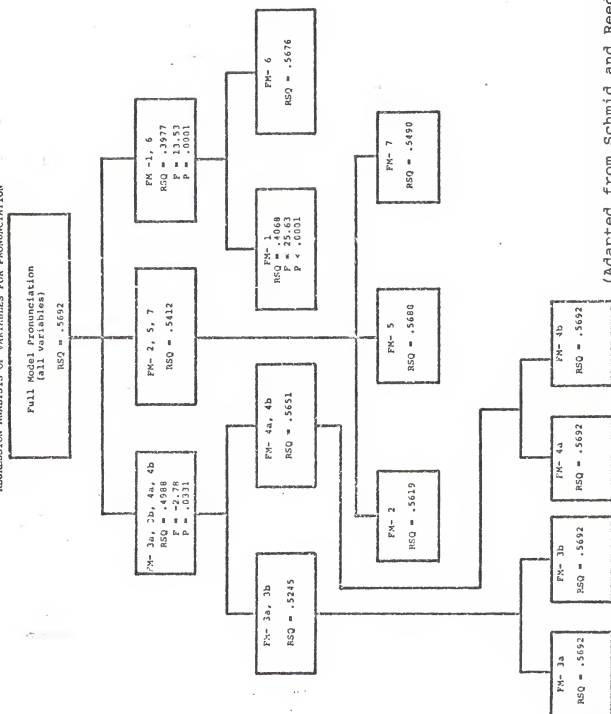 REGRESSION ANALYSIS OF VARIABLES FOR PRONUNCIATION
Full Model Pronunciation
(all variables)
RSQ = .5692
FM- 3a, 3b, 4a, 4b
RSQ = .4988
F = -2.78
P = .0331
FM- 2, 5, 7
RSQ = .5412
FM -1, 6
RSQ = .3977
F = 13.53
P = .0001
FM- 3a, 3b
RSQ = .5245
FM- 4a, 4b
RSQ = .5651
FM- 1
RSQ = .4068
F = 25.63
P < .0001
FM- 6
RSQ = .5676
FM- 2
RSQ = .5619
FM- 5
RSQ = .5680
FM- 7
RSQ = .5490
FM- 3a
RSQ = .5692
FM- 3b
RSQ = .5692
FM- 4a
RSQ = .5692
FM- 4b
RSQ = .5692
(Adapted from Schmid and Reed